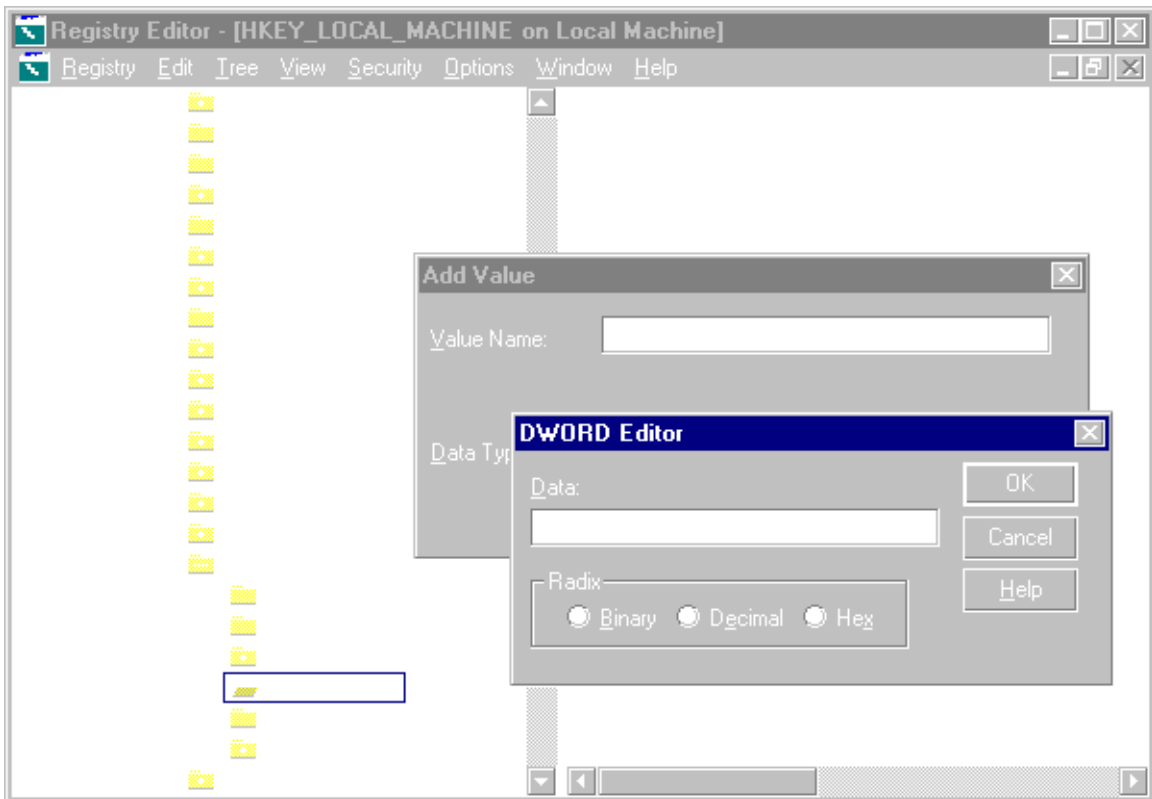 Registry Editor - [HKEY_LOCAL_MACHINE on Local Machine]
Registry Edit Tree View Security Options Window Help
Add Value
Value Name:
Data Typ
DWORD Editor
Data:
OK
Cancel
Help
Radix
Binary Decimal Hex